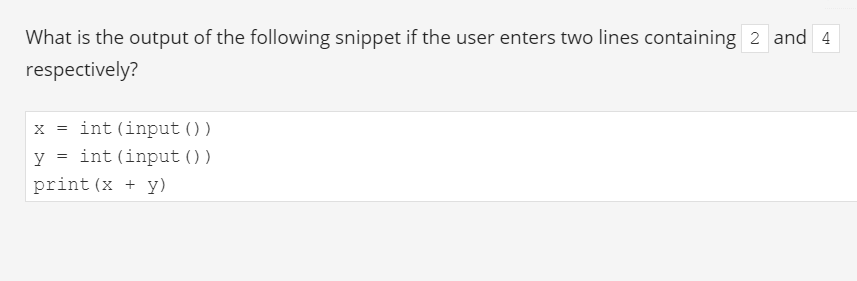 What is the output of the following snippet if the user enters two lines containing 2 and 4
respectively?
x = int(input())
y = int(input())
print(x + y)